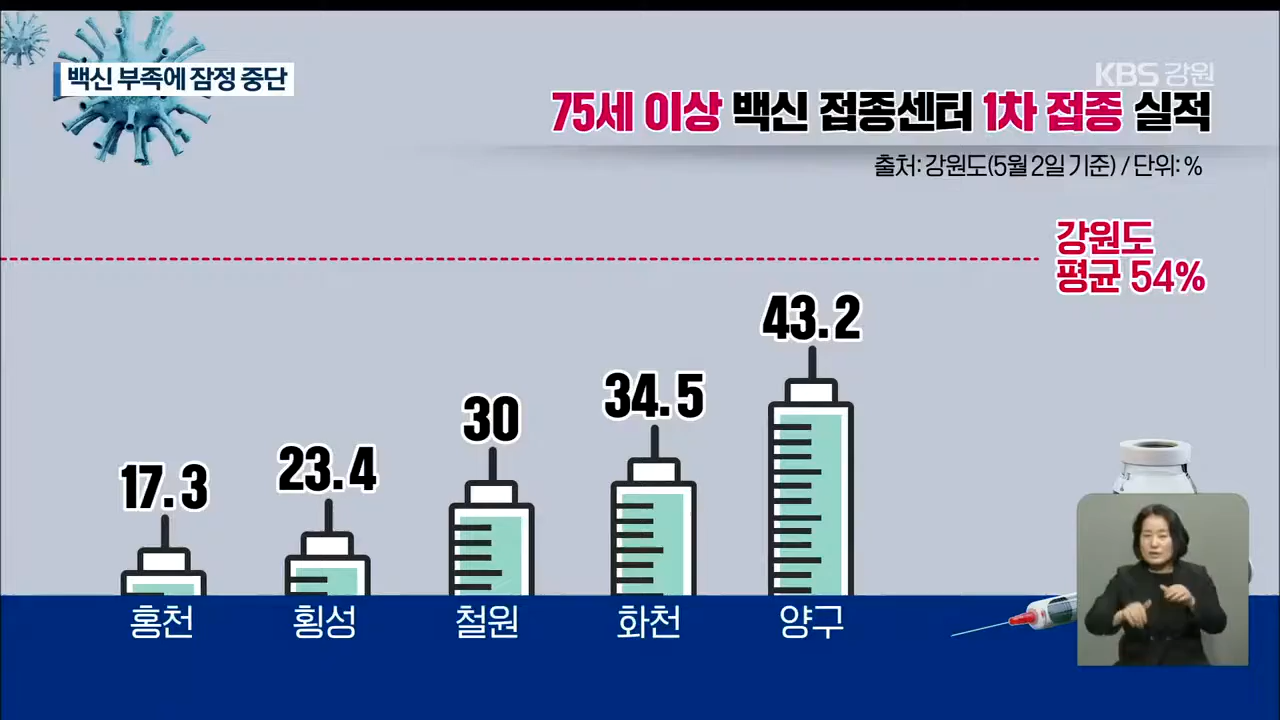 백신 부족에 잠정 중단
KBS 강원
75세 이상 백신 접종센터 1차 접종 실적
출처: 강원도(5월 2일 기준) / 단위: %
강원도
평균 54%
17.3
23.4
30
34.5
43.2
홍천
횡성
철원
화천
양구